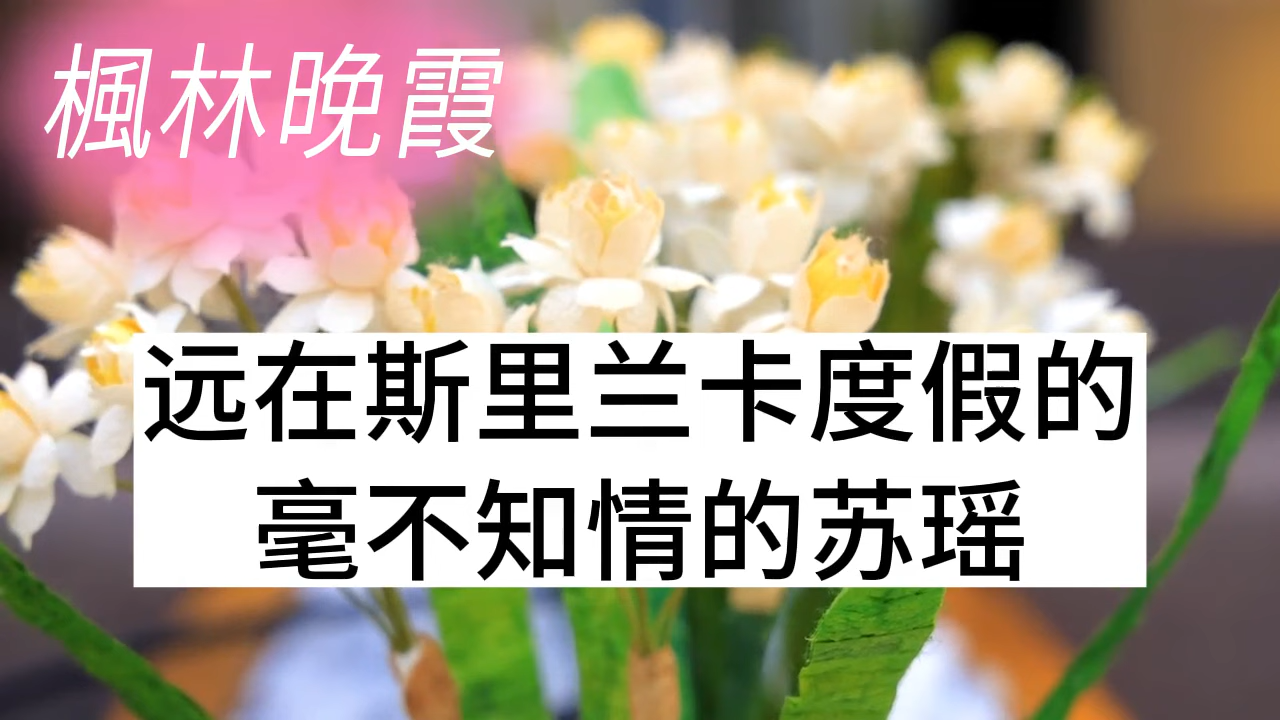 楓林晚霞
远在斯里兰卡度假的
毫不知情的苏瑶